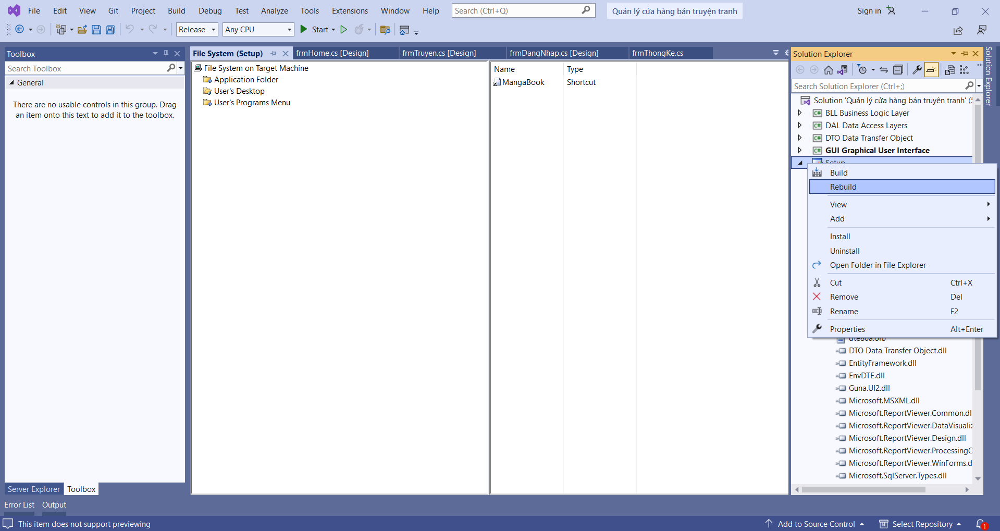 File Edit View Git Project Build Debug Test Analyze Tools Extensions Window Help Search (Ctrl+Q) Quản lý cửa hàng bán truyện tranh Sign in
Release Any CPU Start
Toolbox
Search Toolbox
General
There are no usable controls in this group. Drag
an item onto this text to add it to the toolbox.
Server Explorer Toolbox
File System (Setup) frmHome.cs [Design] frmTruyen.cs [Design] frmDangNhap.cs [Design] frmThongKe.cs
File System on Target Machine
Application Folder
User's Desktop
User's Programs Menu
Name Type
MangaBook Shortcut
Solution Explorer
Search Solution Explorer (Ctrl+;)
Solution 'Quản lý cửa hàng bán truyện tranh' (5
BLL Business Logic Layer
DAL Data Access Layers
DTO Data Transfer Object
GUI Graphical User Interface
Setup
Build
Rebuild
View
Add
Install
Uninstall
Open Folder in File Explorer
Cut Ctrl+X
Remove Del
Rename F2
Properties Alt+Enter
dte80a.olb
DTO Data Transfer Object.dll
EntityFramework.dll
EnvDTE.dll
Guna.UI2.dll
Microsoft.MSXML.dll
Microsoft.ReportViewer.Common.dl
Microsoft.ReportViewer.DataVisualiz
Microsoft.ReportViewer.Design.dll
Microsoft.ReportViewer.ProcessingO
Microsoft.ReportViewer.WinForms.d
Microsoft.SqlServer.Types.dll
Solution Explorer
Error List Output
This item does not support previewing Add to Source Control Select Repository 1